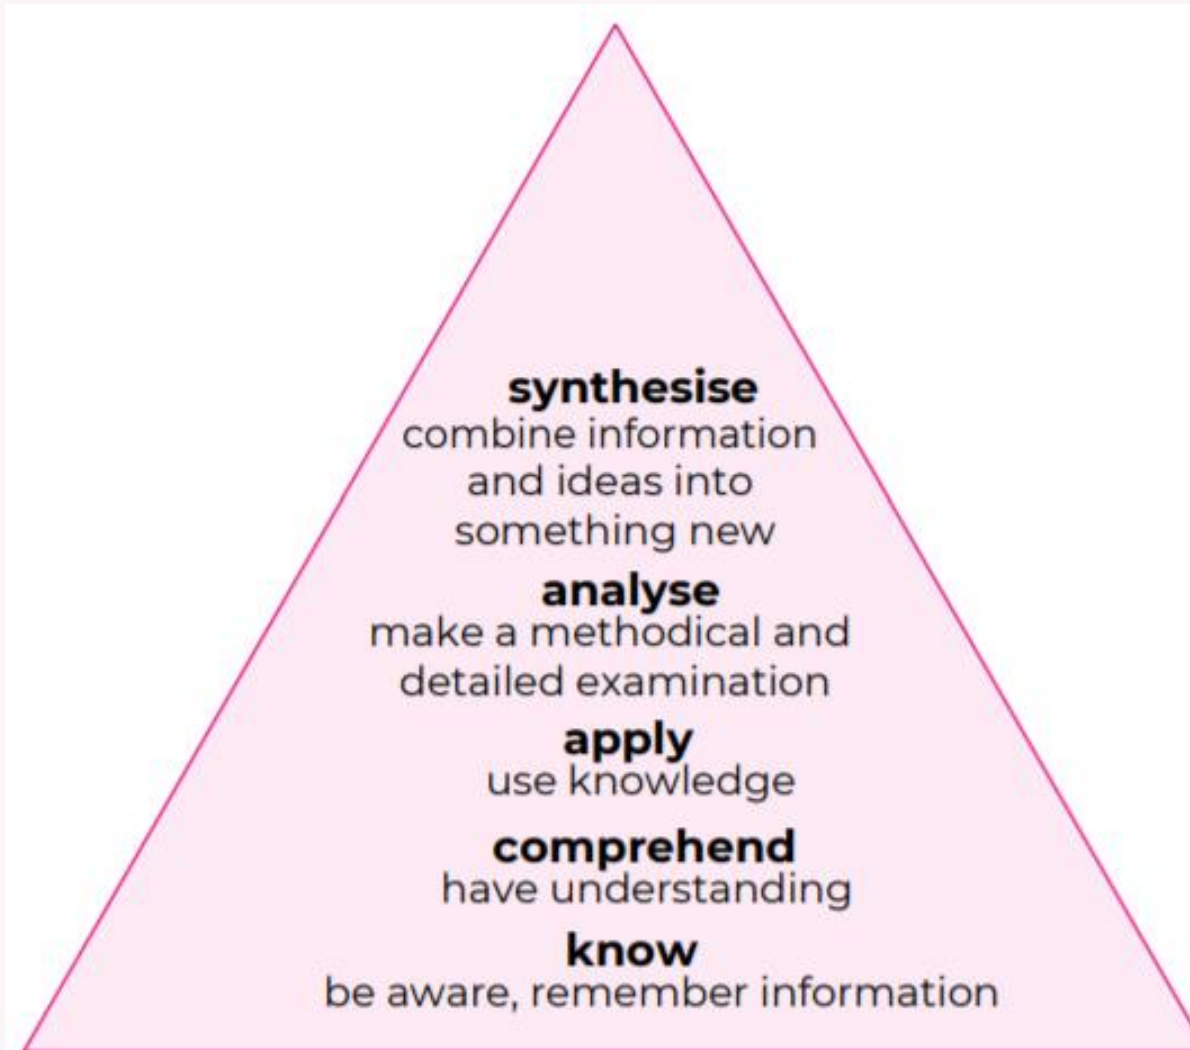 synthesise
combine information
and ideas into
something new
analyse
make a methodical and
detailed examination
apply
use knowledge
comprehend
have understanding
know
be aware, remember information